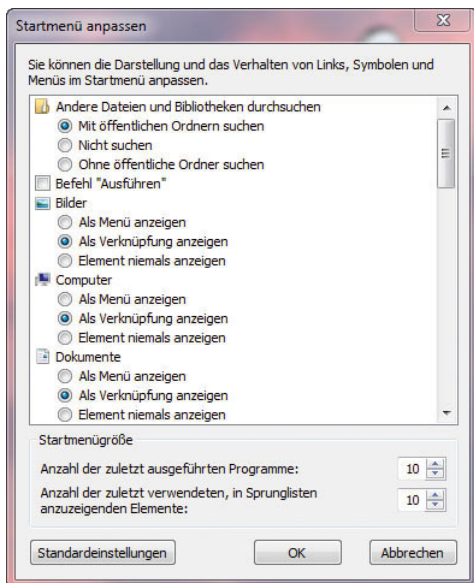 Startmenü anpassen
Sie können die Darstellung und das Verhalten von Links, Symbolen und
Menüs im Startmenü anpassen.
Andere Dateien und Bibliotheken durchsuchen
Mit öffentlichen Ordnern suchen
Nicht suchen
Ohne öffentliche Ordner suchen
Befehl "Ausführen"
Bilder
Als Menü anzeigen
Als Verknüpfung anzeigen
Element niemals anzeigen
Computer
Als Menü anzeigen
Als Verknüpfung anzeigen
Element niemals anzeigen
Dokumente
Als Menü anzeigen
Als Verknüpfung anzeigen
Element niemals anzeigen
Startmenügröße
Anzahl der zuletzt ausgeführten Programme: 10
Anzahl der zuletzt verwendeten, in Sprunglisten
anzuzeigenden Elemente: 10
Standardeinstellungen OK Abbrechen